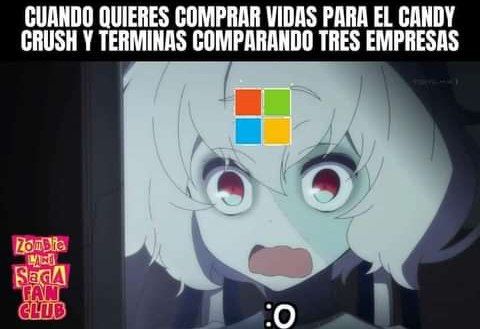 CUANDO QUIERES COMPRAR VIDAS PARA EL CANDY
CRUSH Y TERMINAS COMPARANDO TRES EMPRESAS
ZOMBIE
LAND
SAGA
FAN
CLUB
:O